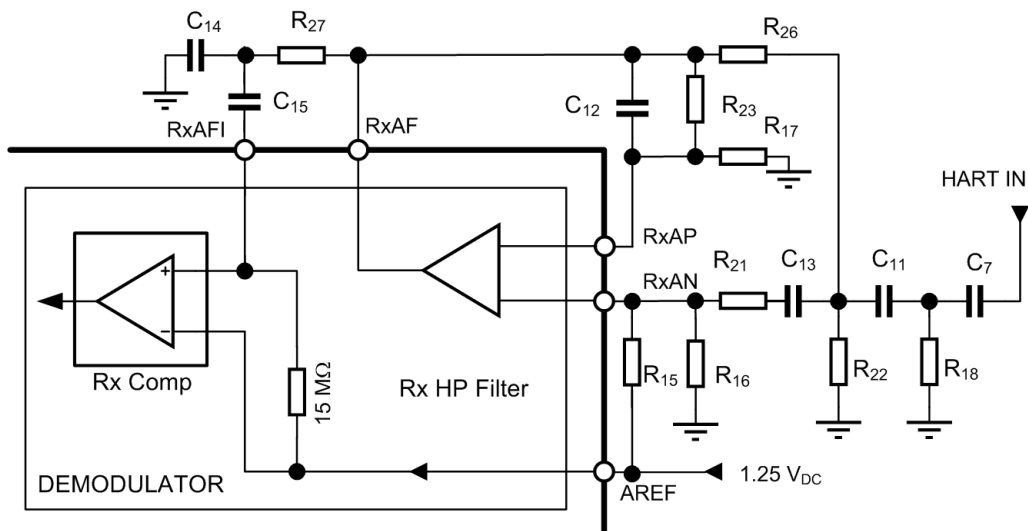 C14
R27
R26
C15
C12
R23
R17
RxAFI
RxAF
HART IN
RxAP
RxAN
R21
C13
C11
C7
+
−
Rx Comp
15 MΩ
Rx HP Filter
R15
R16
R22
R18
DEMODULATOR
AREF
1.25 VDC